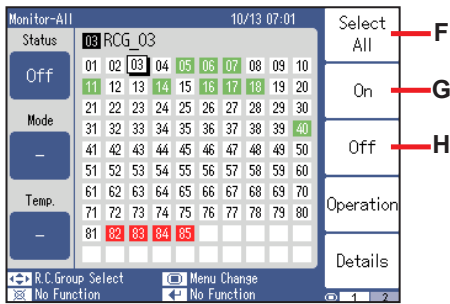 Monitor-All 10/13 07:01
Status
Off
Mode
–
Temp.
–
03 RCG_03
01 02 03 04 05 06 07 08 09 10
11 12 13 14 15 16 17 18 19 20
21 22 23 24 25 26 27 28 29 30
31 32 33 34 35 36 37 38 39 40
41 42 43 44 45 46 47 48 49 50
51 52 53 54 55 56 57 58 59 60
61 62 63 64 65 66 67 68 69 70
71 72 73 74 75 76 77 78 79 80
81 82 83 84 85
Select
All
On
Off
Operation
Details
F
G
H
R.C.Group Select Menu Change
No Function No Function
1 2